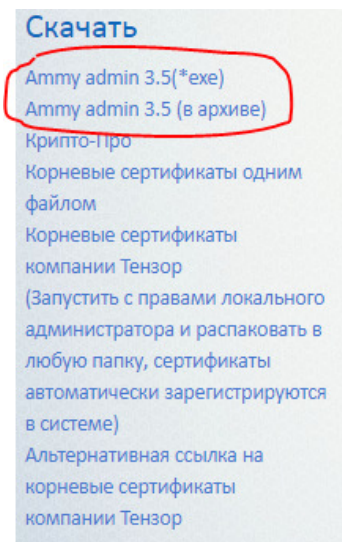 Скачать
Ammy admin 3.5(*exe)
Ammy admin 3.5 (в архиве)
Крипто-Про
Корневые сертификаты одним
файлом
Корневые сертификаты
компании Тензор
(Запустить с правами локального
администратора и распаковать в
любую папку, сертификаты
автоматически зарегистрируются
в системе)
Альтернативная ссылка на
корневые сертификаты
компании Тензор